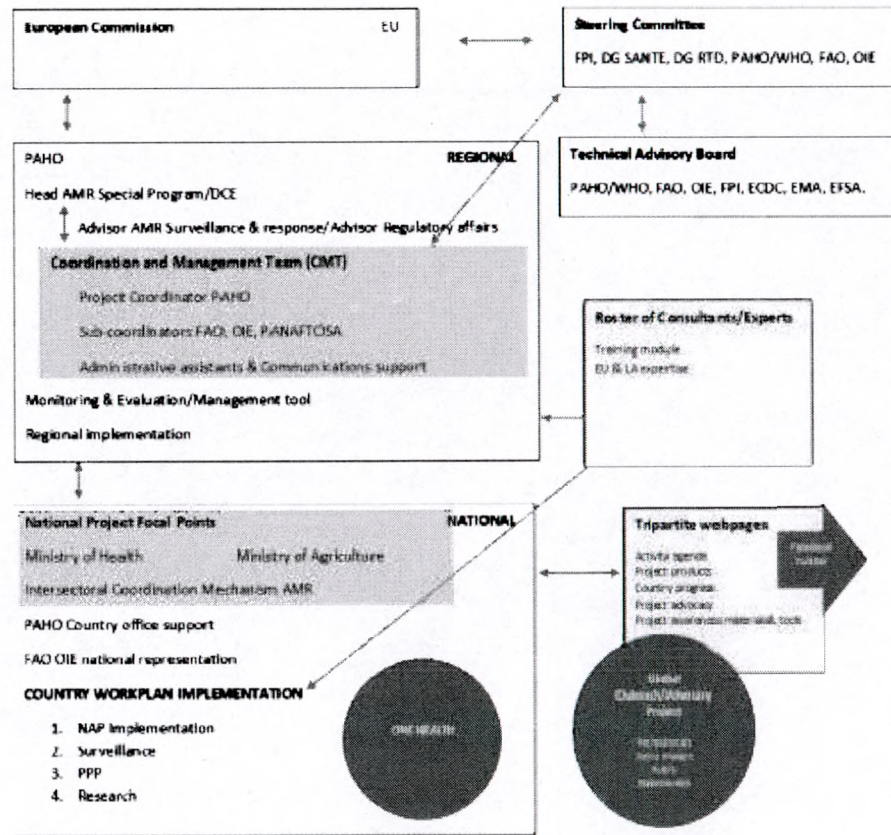 European Commission EU
Steering Committee
FPI, DG SANTE, DG RTD, PAHO/WHO, FAO, OIE
PAHO REGIONAL
Head AMR Special Program/DCE
Advisor AMR Surveillance & response/Advisor Regulatory affairs
Coordination and Management Team (CMT)
Project Coordinator PAHO
Sub-coordinators FAO, OIE, PANAFTOSA
Administrative assistants & Communications support
Monitoring & Evaluation/Management tool
Regional implementation
Technical Advisory Board
PAHO/WHO, FAO, OIE, FPI, ECDC, EMA, EFSA.
Roster of Consultants/Experts
Training module
EU & LA expertise
National Project Focal Points NATIONAL
Ministry of Health Ministry of Agriculture
Intersectoral Coordination Mechanism AMR
PAHO Country office support
FAO OIE national representation
COUNTRY WORKPLAN IMPLEMENTATION
1. NAP Implementation
2. Surveillance
3. PPP
4. Research
ONE HEALTH
Tripartite webpages
Activity agenda
Project products
Country progress
Project advocacy
Project awareness materials, tools
Project